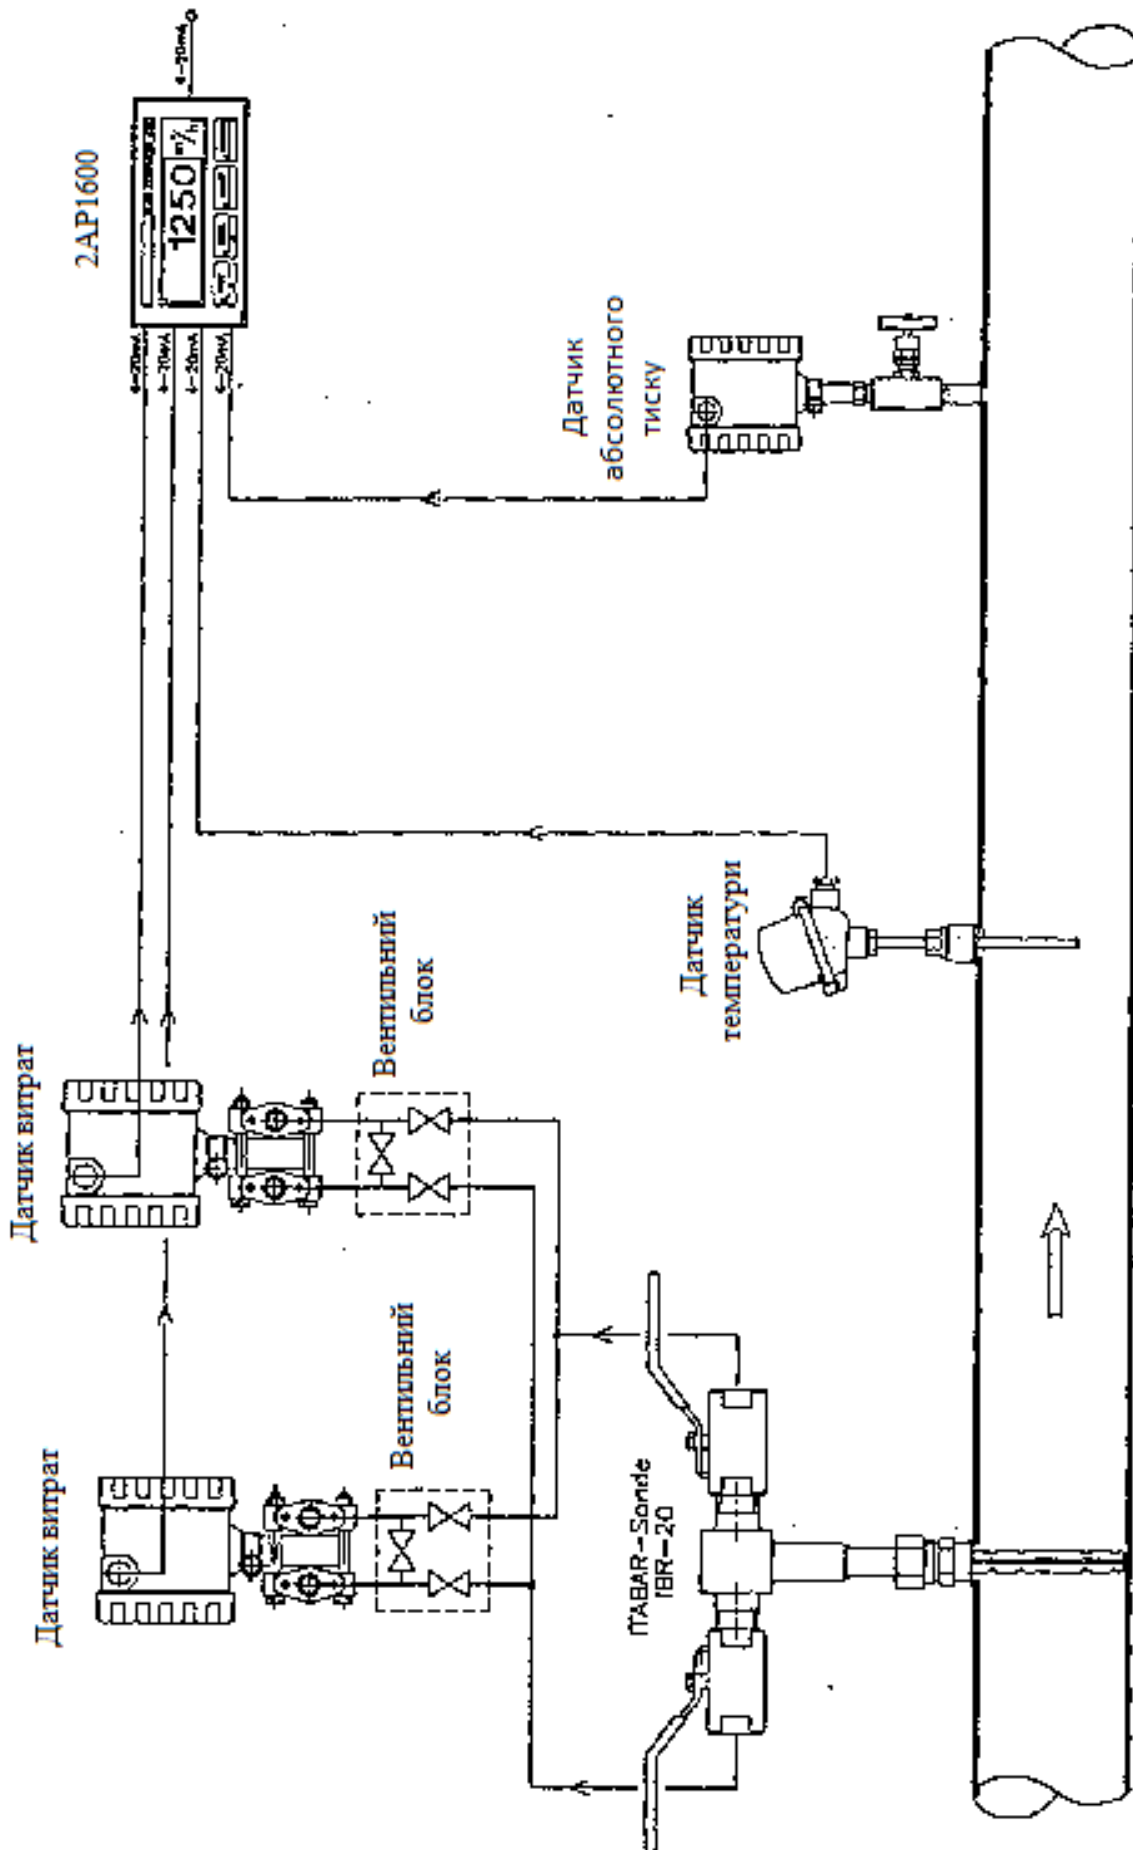 Датчик витрат
Датчик витрат
Вентильний
блок
Вентильний
блок
ITABAR-Sonde
IBR-20
Датчик
температури
Датчик
абсолютного
тиску
2AP1600
4-20mA
4-20mA
4-20mA
4-20mA
1250
4-20mA